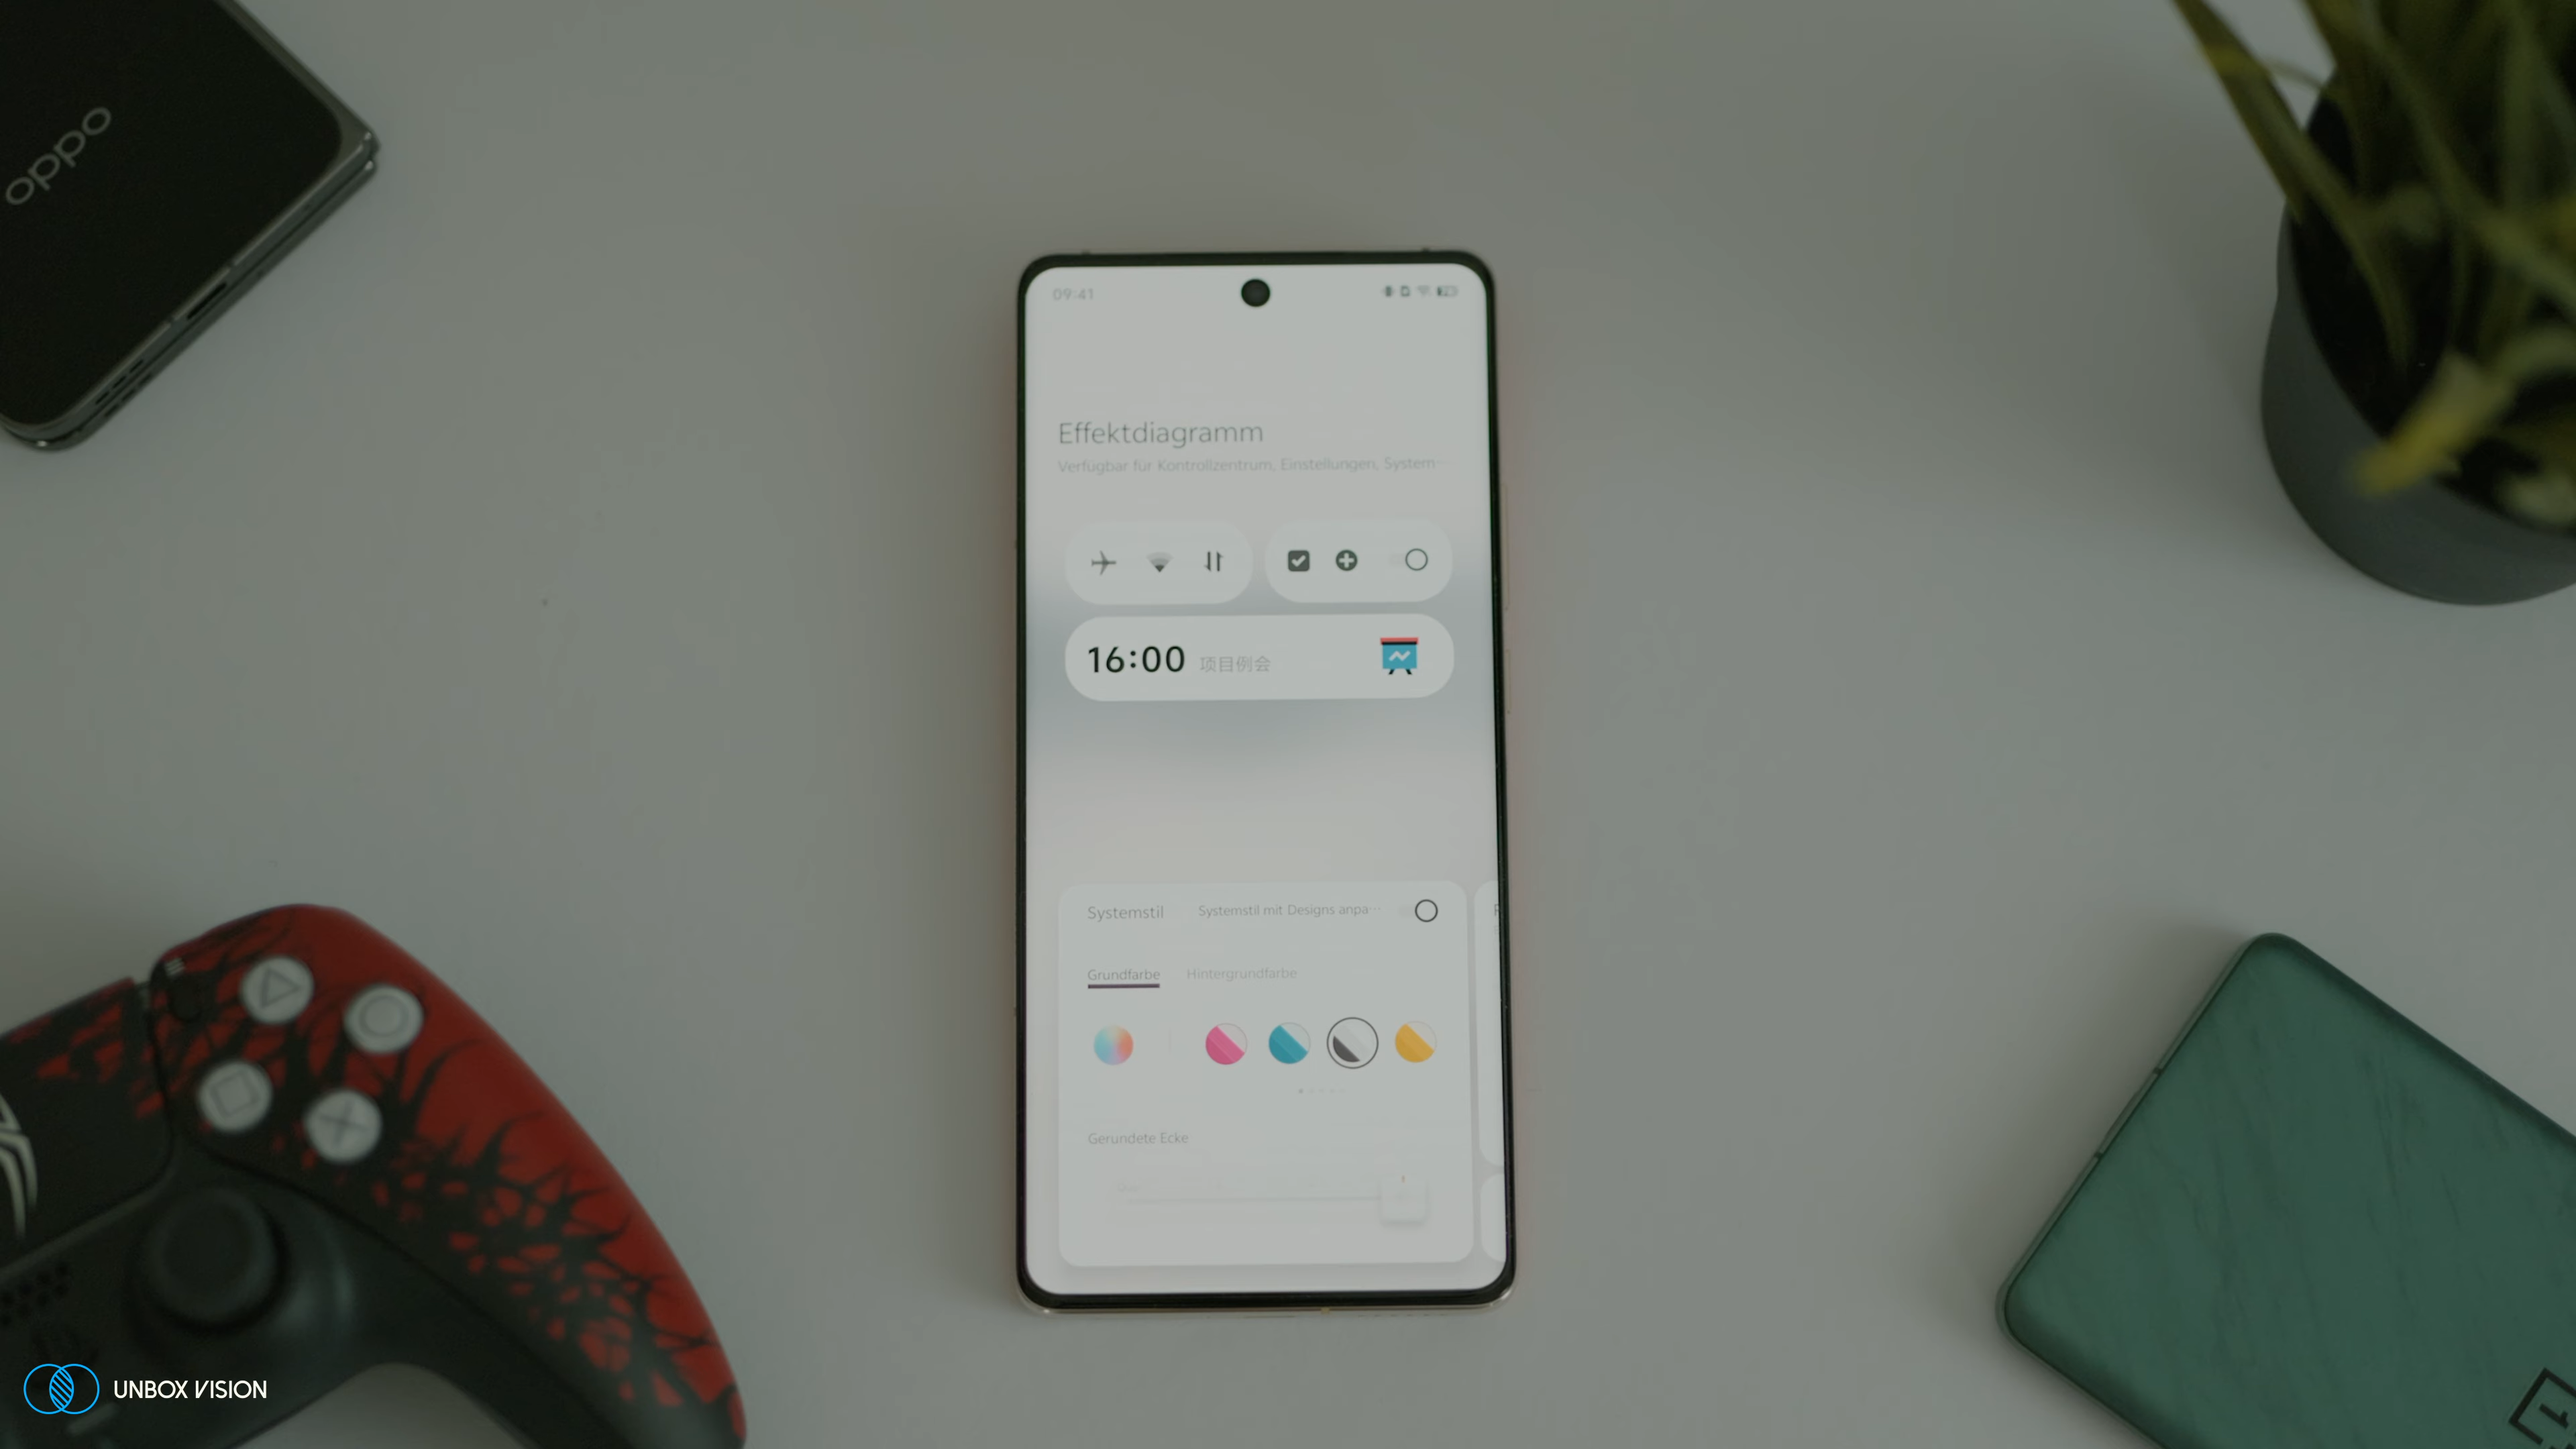 oppo
09:41
Effektdiagramm
Verfügbar für Kontrollzentrum, Einstellungen, System…
16:00 项目例会
Systemstil Systemstil mit Designs anpa…
Grundfarbe Hintergrundfarbe
Gerundete Ecke
1
UNBOX VISION